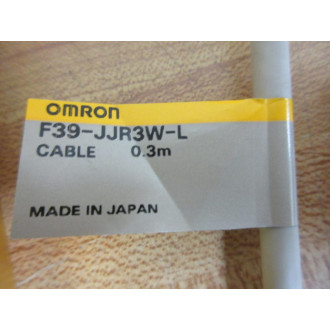 OMRON
F39-JJR3W-L
CABLE 0.3m
MADE IN JAPAN